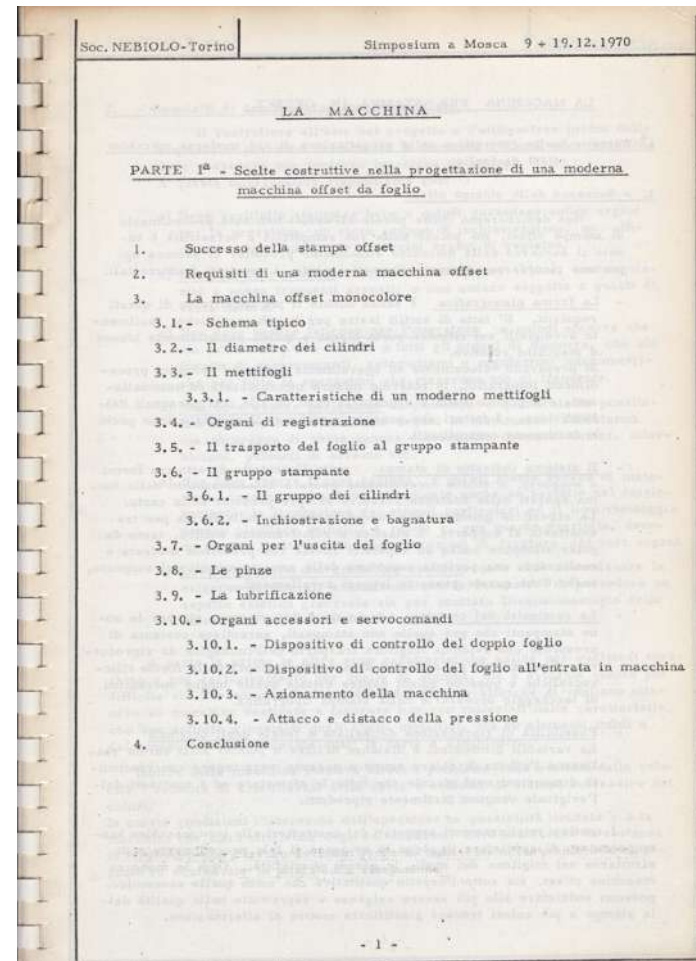 Soc. NEBIOLO-Torino
Simposium a Mosca 9 ÷ 19.12.1970
LA MACCHINA
PARTE Iª - Scelte costruttive nella progettazione di una moderna
macchina offset da foglio
1. Successo della stampa offset
2. Requisiti di una moderna macchina offset
3. La macchina offset monocolore
3.1.- Schema tipico
3.2.- Il diametro dei cilindri
3.3.- Il mettifogli
3.3.1. - Caratteristiche di un moderno mettifogli
3.4.- Organi di registrazione
3.5. - Il trasporto del foglio al gruppo stampante
3.6. - Il gruppo stampante
3.6.1. - Il gruppo dei cilindri
3.6.2. - Inchiostrazione e bagnatura
3.7. - Organi per l'uscita del foglio
3.8. - Le pinze
3.9. - La lubrificazione
3.10.- Organi accessori e servocomandi
3.10.1. - Dispositivo di controllo del doppio foglio
3.10.2. - Dispositivo di controllo del foglio all'entrata in macchina
3.10.3. - Azionamento della macchina
3.10.4. - Attacco e distacco della pressione
4. Conclusione
- 1 -